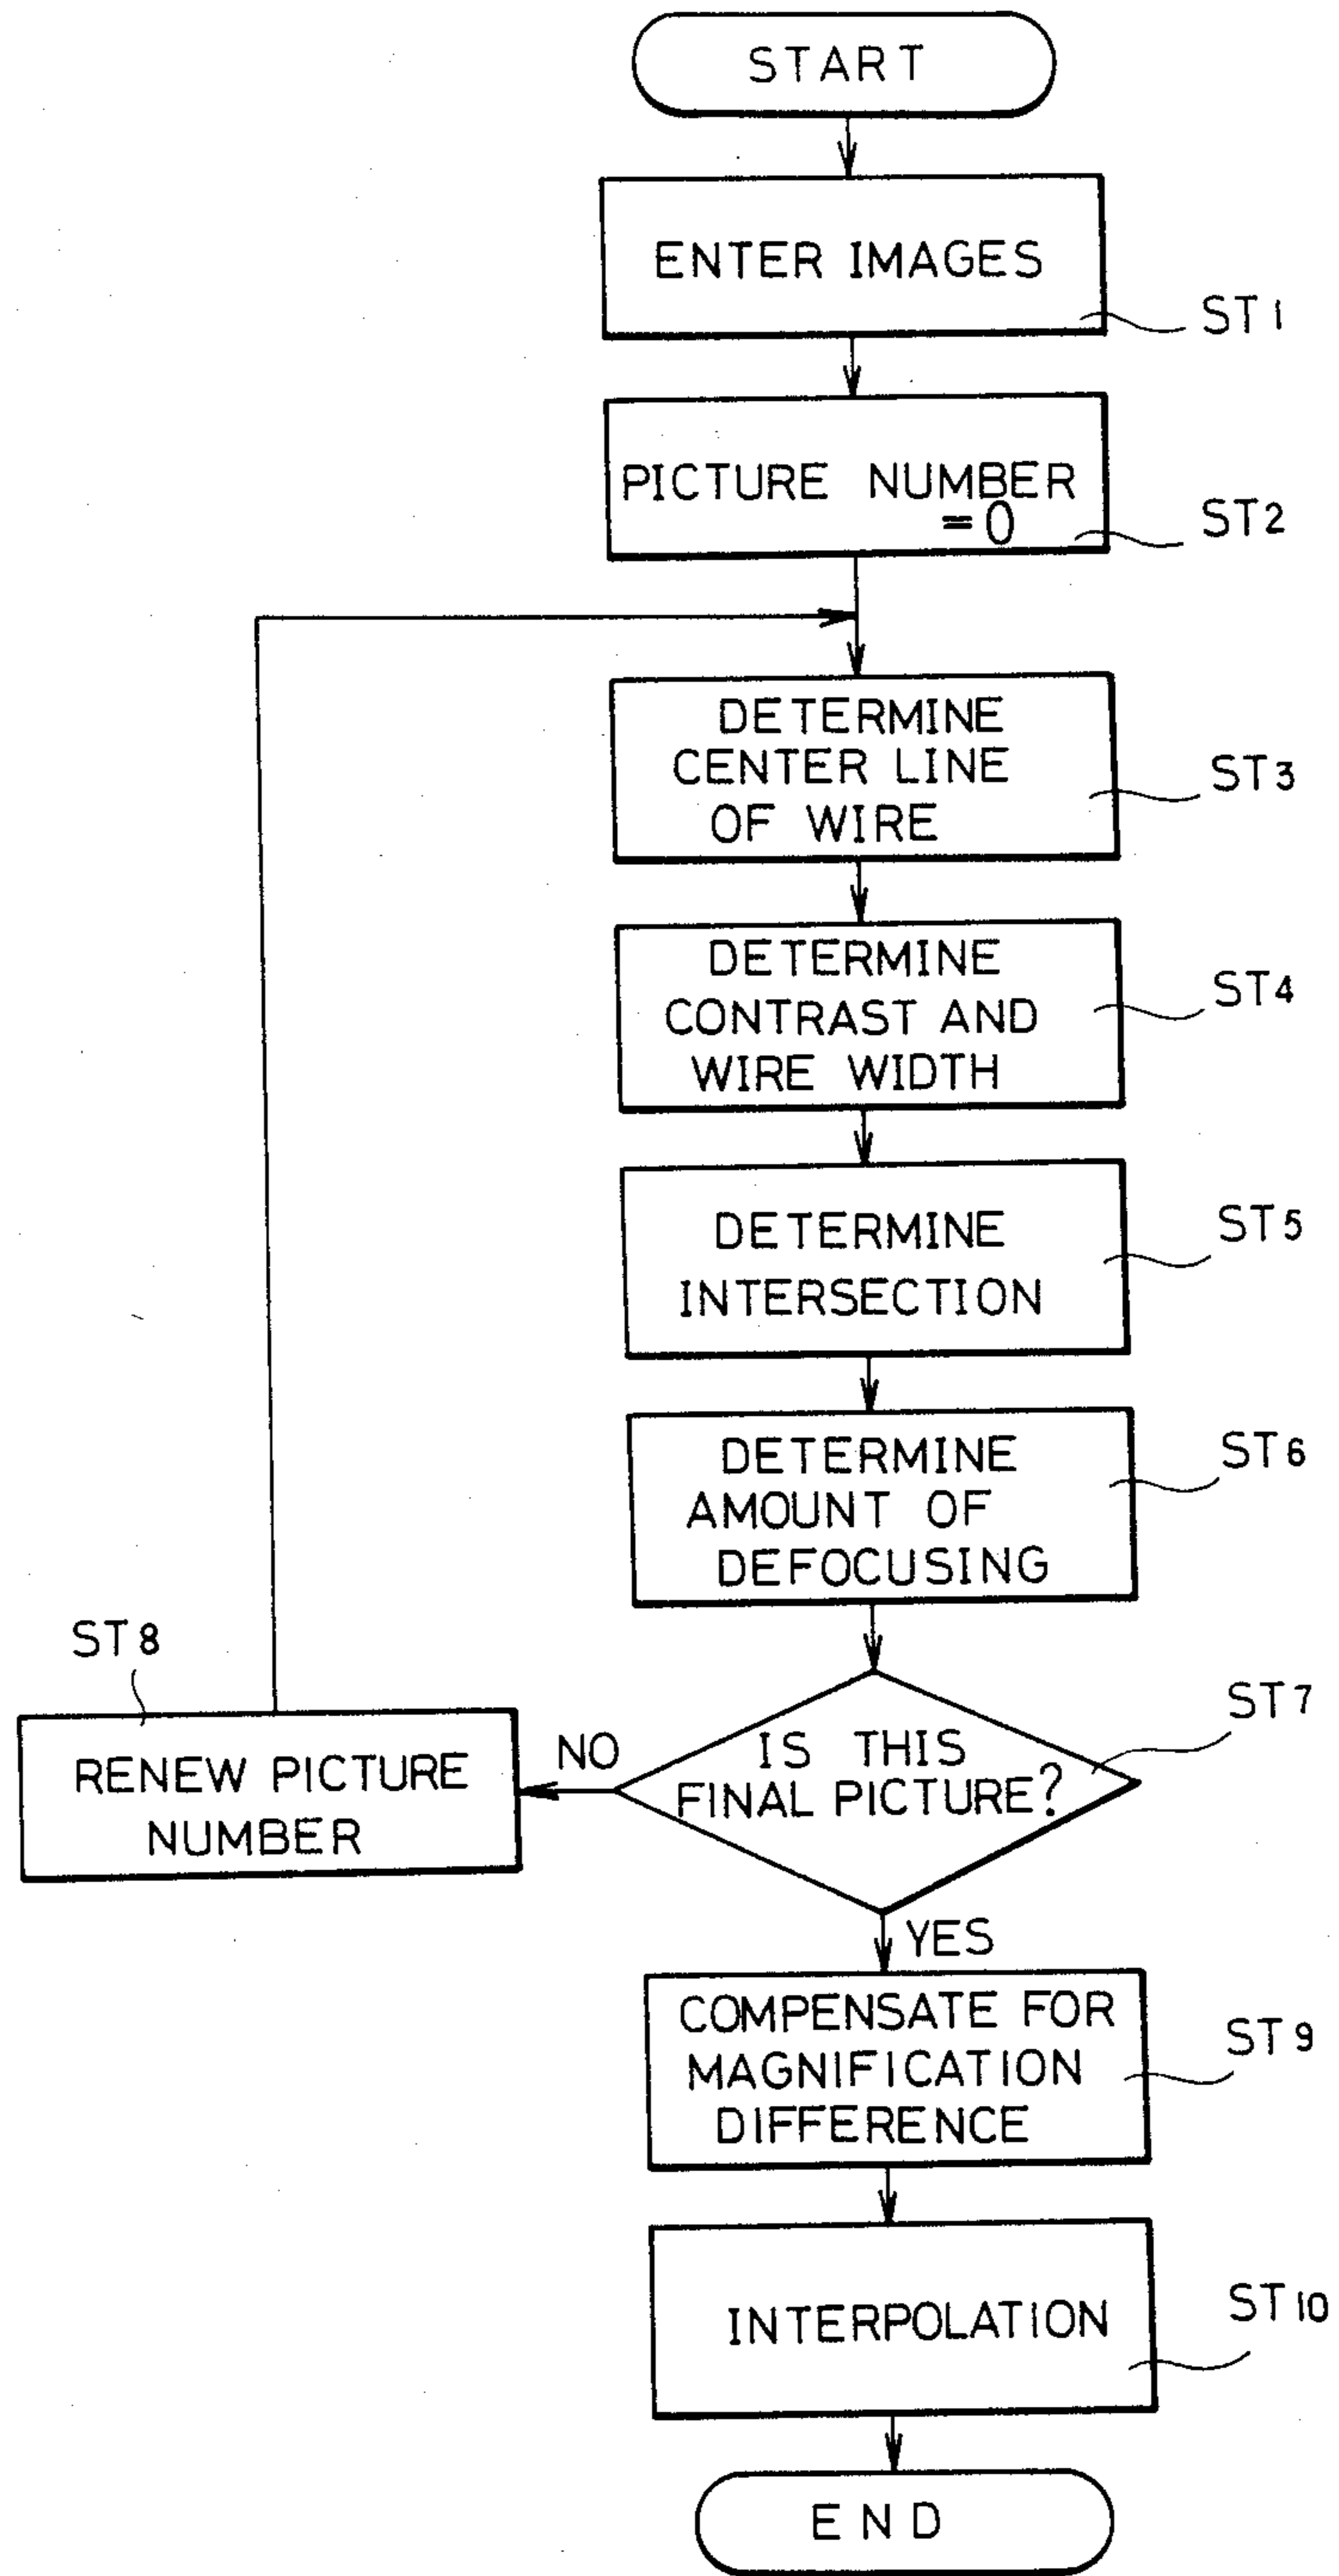 START
ENTER IMAGES
ST1
PICTURE NUMBER
=0
ST2
DETERMINE
CENTER LINE
OF WIRE
ST3
DETERMINE
CONTRAST AND
WIRE WIDTH
ST4
DETERMINE
INTERSECTION
ST5
DETERMINE
AMOUNT OF
DEFOCUSING
ST6
IS THIS
FINAL PICTURE?
ST7
NO
ST8
RENEW PICTURE
NUMBER
YES
COMPENSATE FOR
MAGNIFICATION
DIFFERENCE
ST9
INTERPOLATION
ST10
END